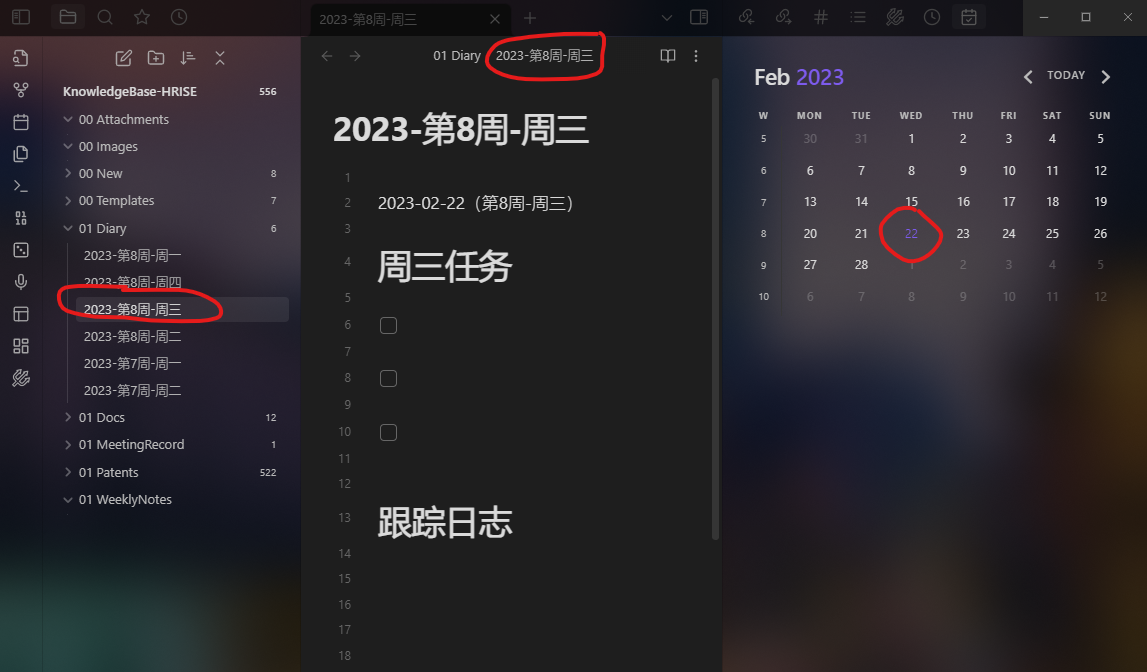 2023-第8周-周三
KnowledgeBase-HRISE 556
00 Attachments
00 Images
00 New 8
00 Templates 7
01 Diary 6
2023-第8周-周一
2023-第8周-周四
2023-第8周-周三
2023-第8周-周二
2023-第7周-周一
2023-第7周-周二
01 Docs 12
01 MeetingRecord 1
01 Patents 522
01 WeeklyNotes
01 Diary 2023-第8周-周三
2023-第8周-周三
1
2 2023-02-22（第8周-周三）
3
4 周三任务
5
6
7
8
9
10
11
12
13 跟踪日志
14
15
16
17
18
Feb 2023 TODAY
W MON TUE WED THU FRI SAT SUN
5 30 31 1 2 3 4 5
6 6 7 8 9 10 11 12
7 13 14 15 16 17 18 19
8 20 21 22 23 24 25 26
9 27 28 1 2 3 4 5
10 6 7 8 9 10 11 12